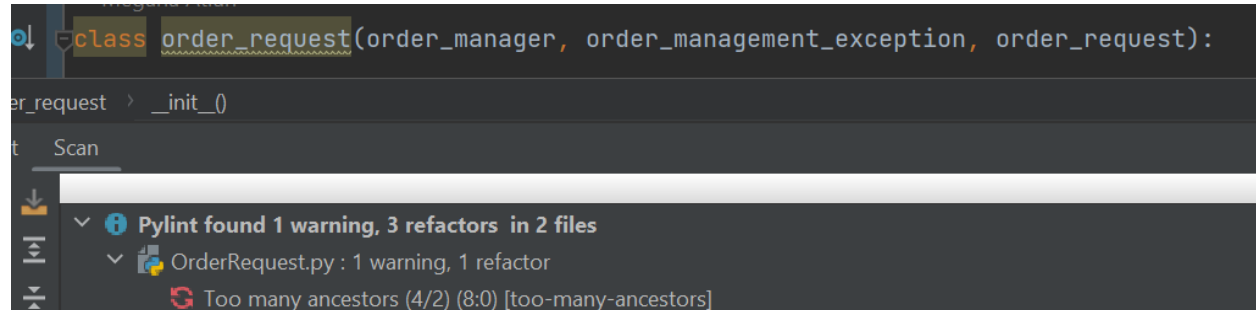 class order_request(order_manager, order_management_exception, order_request):
er_request > __init__()
t Scan
Pylint found 1 warning, 3 refactors in 2 files
OrderRequest.py : 1 warning, 1 refactor
Too many ancestors (4/2) (8:0) [too-many-ancestors]